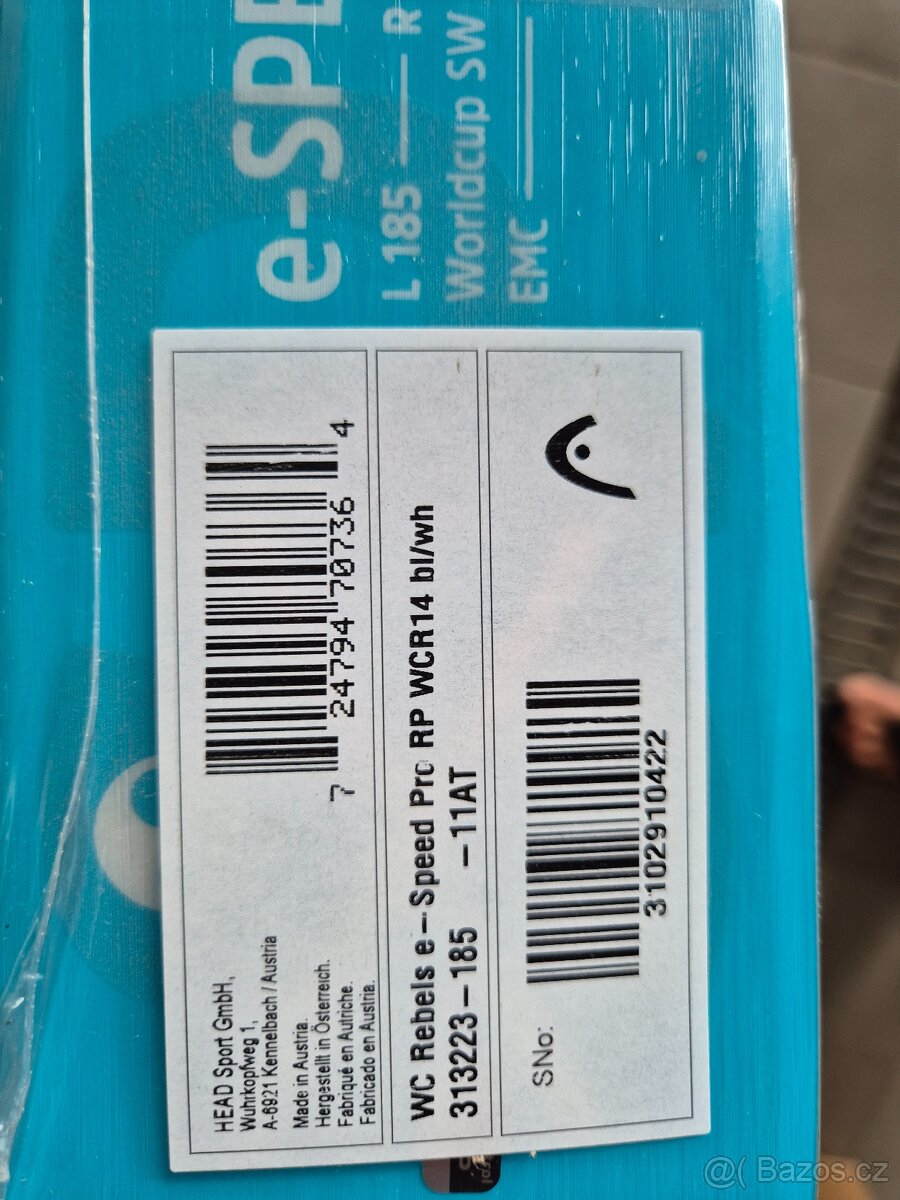 e-SPE
L 185 R
Worldcup SW
EMC
7 24794 70736 4
HEAD Sport GmbH,
Wuhrkopfweg 1,
A-6921 Kennelbach / Austria
Made in Austria.
Hergestellt in Österreich.
Fabriqué en Autriche.
Fabricado en Austria.
WC Rebels e-Speed Pro RP WCR14 bl/wh
313223-185 -11AT
SNo:
3102910422
@( Bazos.cz